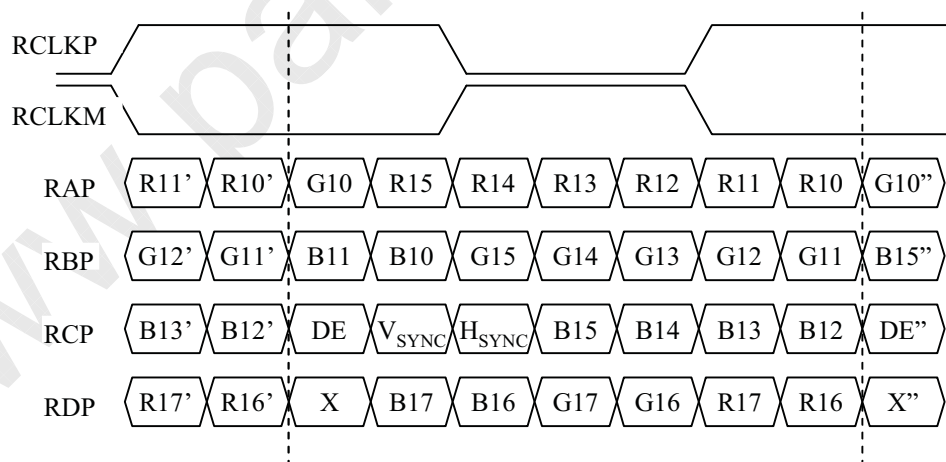 RCLKP
RCLKM
RAP R11’ R10’ G10 R15 R14 R13 R12 R11 R10 G10”
RBP G12’ G11’ B11 B10 G15 G14 G13 G12 G11 B15”
RCP B13’ B12’ DE VSYNC HSYNC B15 B14 B13 B12 DE”
RDP R17’ R16’ X B17 B16 G17 G16 R17 R16 X”